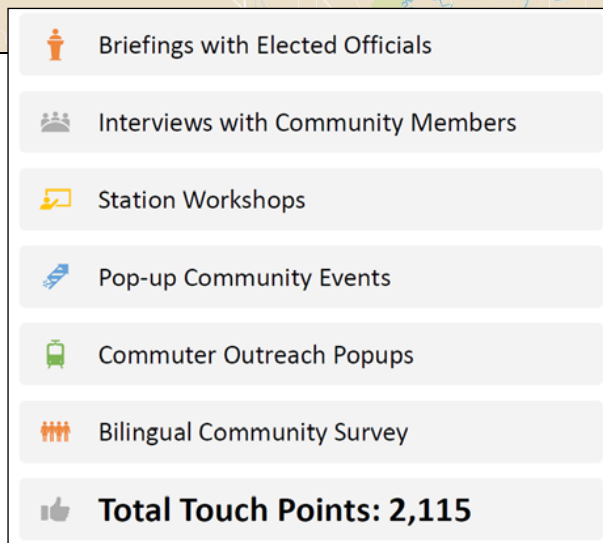 Briefings with Elected Officials
Interviews with Community Members
Station Workshops
Pop-up Community Events
Commuter Outreach Popups
Bilingual Community Survey
Total Touch Points: 2,115